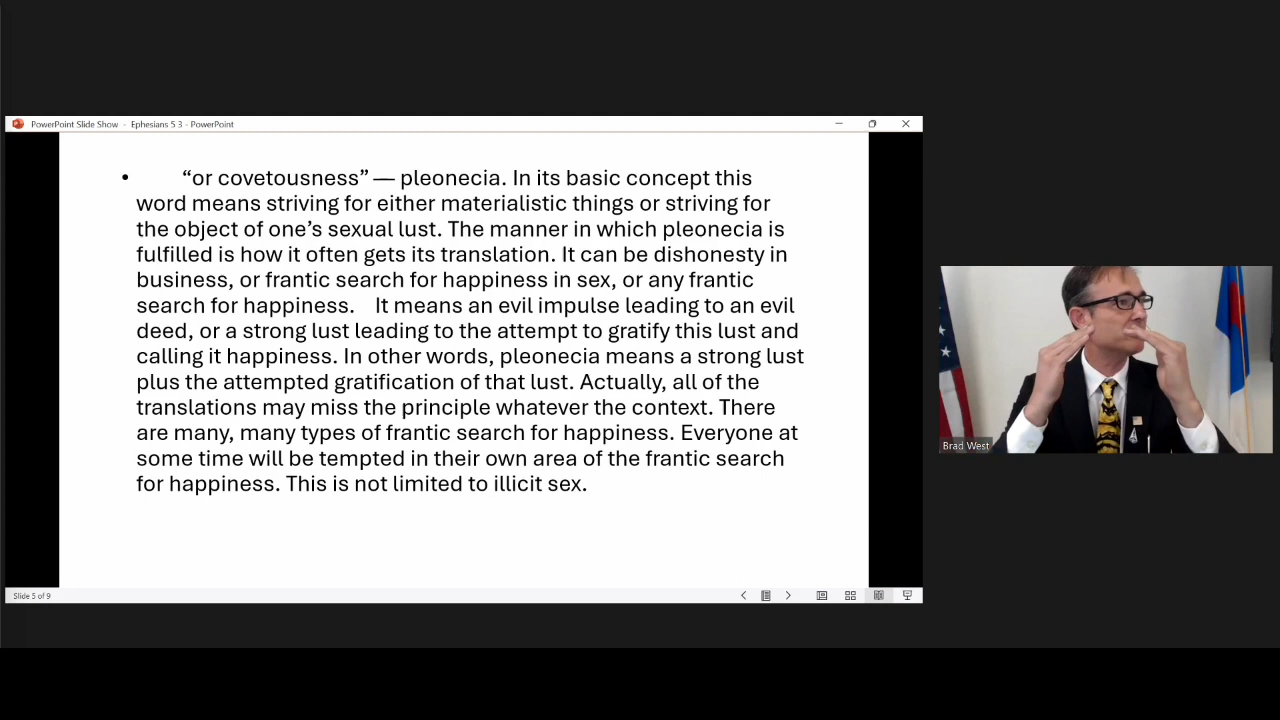 PowerPoint Slide Show - Ephesians 5 3 - PowerPoint
• “or covetousness” — pleonecia. In its basic concept this
word means striving for either materialistic things or striving for
the object of one’s sexual lust. The manner in which pleonecia is
fulfilled is how it often gets its translation. It can be dishonesty in
business, or frantic search for happiness in sex, or any frantic
search for happiness. It means an evil impulse leading to an evil
deed, or a strong lust leading to the attempt to gratify this lust and
calling it happiness. In other words, pleonecia means a strong lust
plus the attempted gratification of that lust. Actually, all of the
translations may miss the principle whatever the context. There
are many, many types of frantic search for happiness. Everyone at
some time will be tempted in their own area of the frantic search
for happiness. This is not limited to illicit sex.
Brad West
Slide 5 of 9